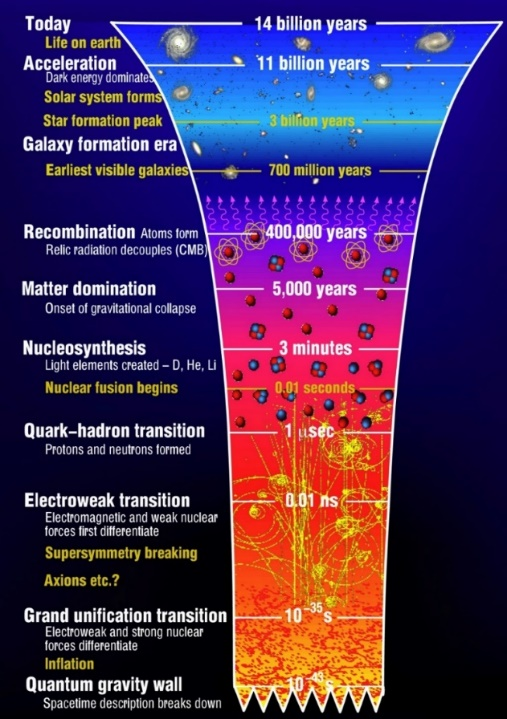 Today 14 billion years
Life on earth
Acceleration 11 billion years
Dark energy dominates
Solar system forms
Star formation peak 3 billion years
Galaxy formation era
Earliest visible galaxies 700 million years
Recombination Atoms form 400,000 years
Relic radiation decouples (CMB)
Matter domination 5,000 years
Onset of gravitational collapse
Nucleosynthesis 3 minutes
Light elements created – D, He, Li
Nuclear fusion begins 0.01 seconds
Quark–hadron transition 1 μsec
Protons and neutrons formed
Electroweak transition 0.01 ns
Electromagnetic and weak nuclear
forces first differentiate
Supersymmetry breaking
Axions etc.?
Grand unification transition 10⁻³⁵s
Electroweak and strong nuclear
forces differentiate
Inflation
Quantum gravity wall 10⁻⁴³s
Spacetime description breaks down